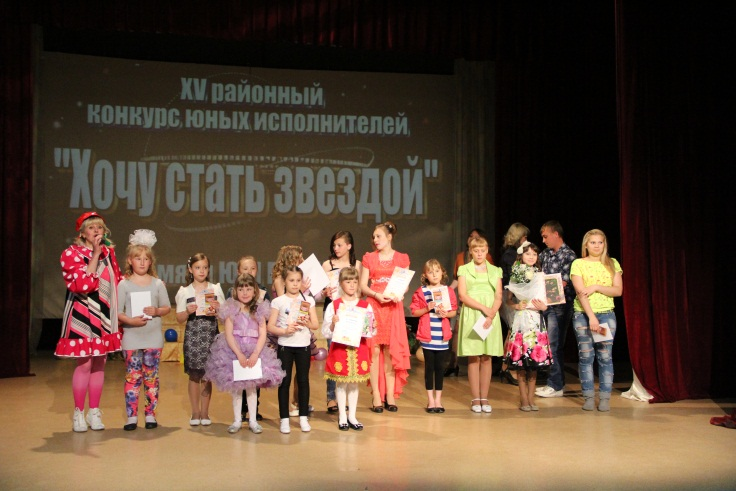 XV районный
конкурс юных исполнителей
"Хочу стать звездой"